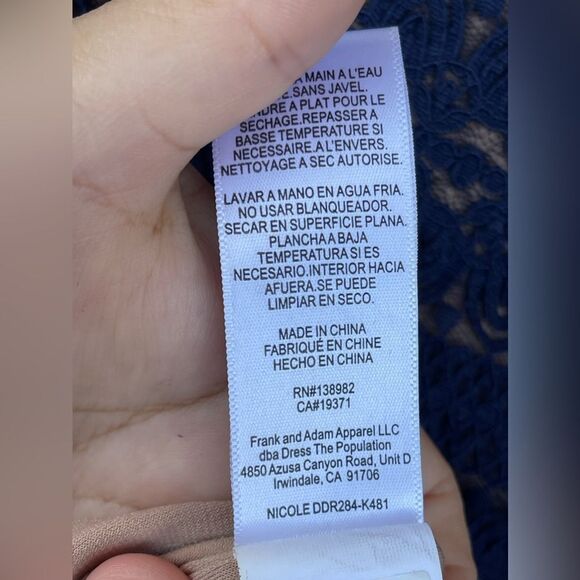 MAIN A L'EAU
SANS JAVEL.
A PLAT POUR LE
SECHAGE.REPASSER A
BASSE TEMPERATURE SI
NECESSAIRE.A L'ENVERS.
NETTOYAGE A SEC AUTORISE.
LAVAR A MANO EN AGUA FRIA.
NO USAR BLANQUEADOR.
SECAR EN SUPERFICIE PLANA.
PLANCHA A BAJA
TEMPERATURA SI ES
NECESARIO.INTERIOR HACIA
AFUERA.SE PUEDE
LIMPIAR EN SECO.
MADE IN CHINA
FABRIQUÉ EN CHINE
HECHO EN CHINA
RN#138982
CA#19371
Frank and Adam Apparel LLC
dba Dress The Population
4850 Azusa Canyon Road, Unit D
Irwindale, CA 91706
NICOLE DDR284-K481